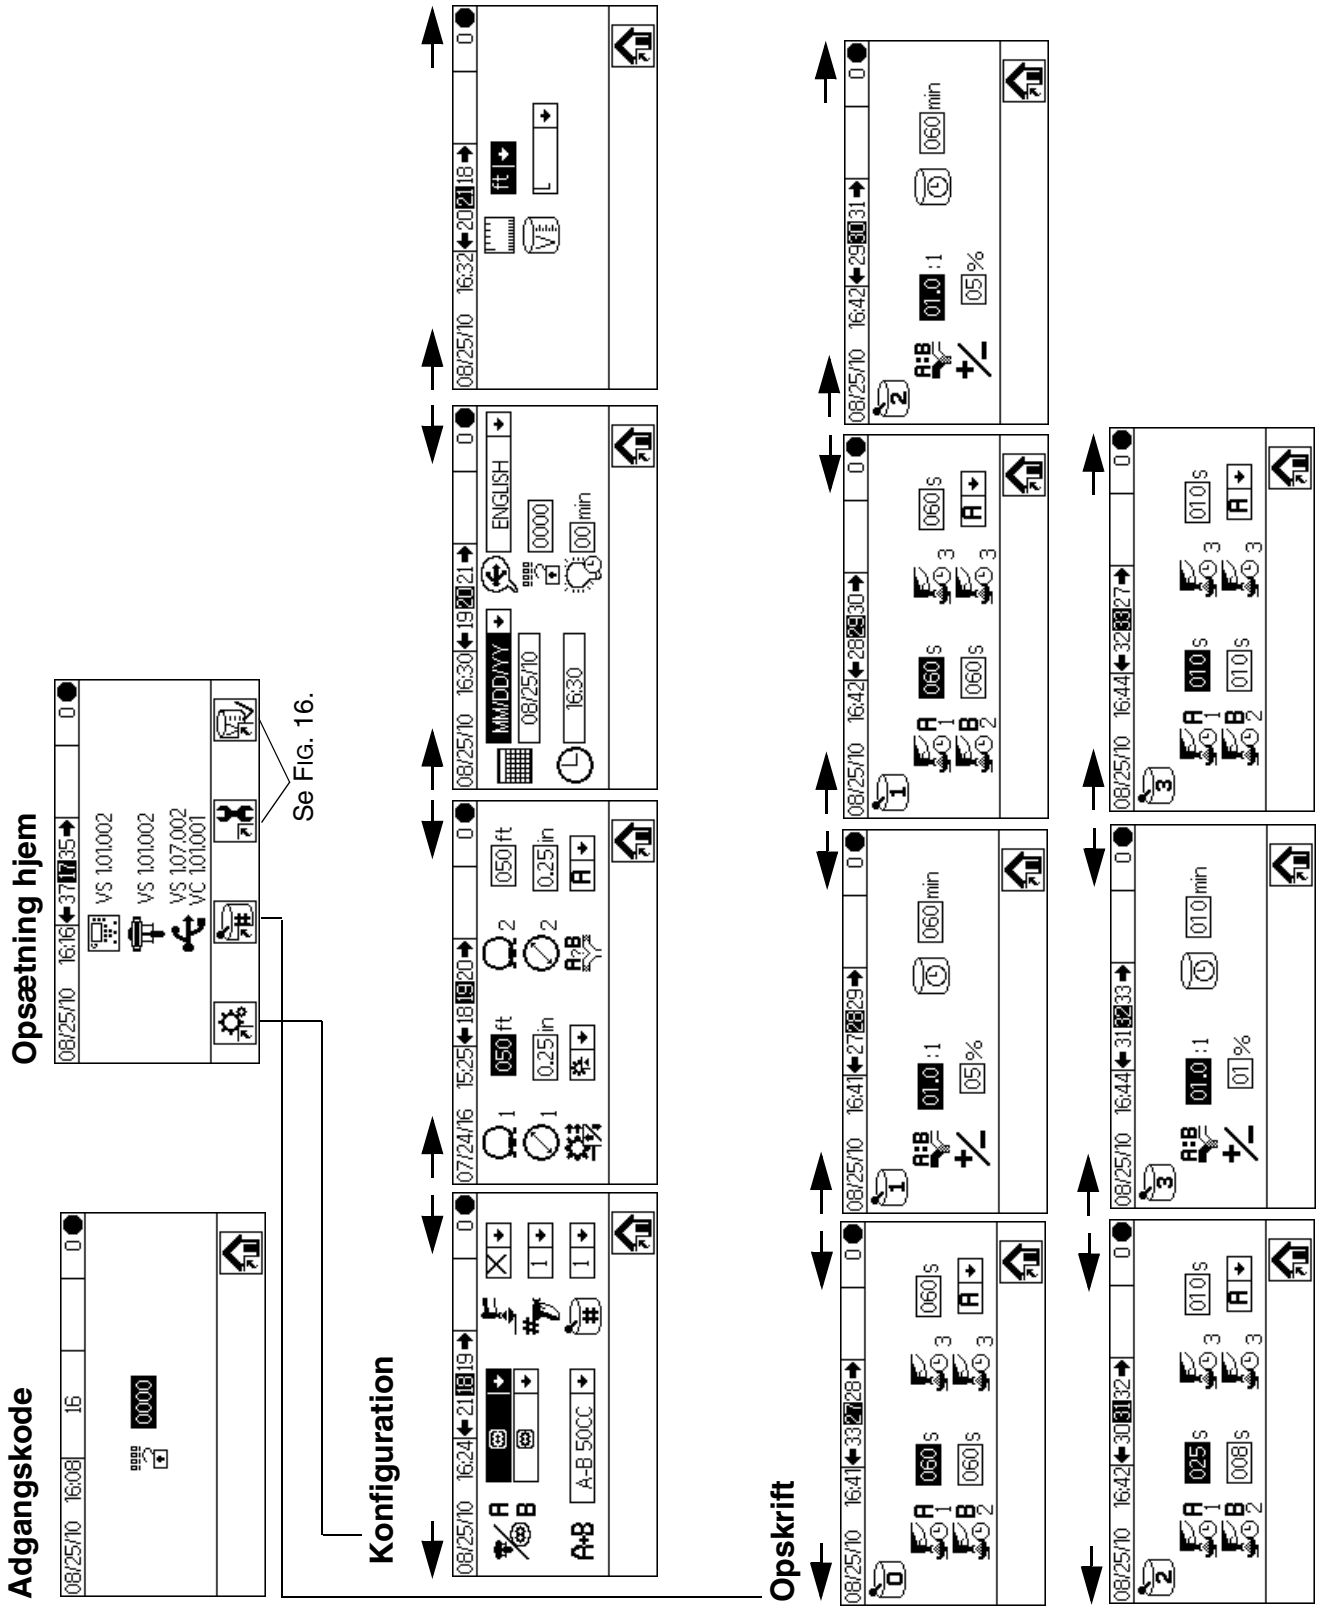 Adgangskode
08/25/10 16:08 16 0
0000
Opsætning hjem
08/25/10 16:16 37 17 35 0
VS 1.01.002
VS 1.01.002
VS 1.07.002
VC 1.01.001
#
Se FIG. 16.
Konfiguration
08/25/10 16:24 21 18 19 0
A
B
A+B A-B 50CC
X
# 1
# 1
07/24/16 15:25 18 19 20 0
1 050 ft 2 050 ft
1 0.25 in 2 0.25 in
A?B A
08/25/10 16:30 19 20 21 0
MM/DD/YY ENGLISH
08/25/10 0000
16:30 00 min
08/25/10 16:32 20 21 18 0
ft
L
Opskrift
08/25/10 16:41 33 27 28 0
0
A 1 060 s 3 060 s
B 2 060 s 3 A
08/25/10 16:41 27 28 29 0
1
A:B 01.0 :1 060 min
+/- 05 %
08/25/10 16:42 28 29 30 0
1
A 1 060 s 3 060 s
B 2 060 s 3 A
08/25/10 16:42 29 30 31 0
2
A:B 01.0 :1 060 min
+/- 05 %
08/25/10 16:42 30 31 32 0
2
A 1 025 s 3 010 s
B 2 008 s 3 A
08/25/10 16:44 31 32 33 0
3
A:B 01.0 :1 010 min
+/- 01 %
08/25/10 16:44 32 33 27 0
3
A 1 010 s 3 010 s
B 2 010 s 3 A